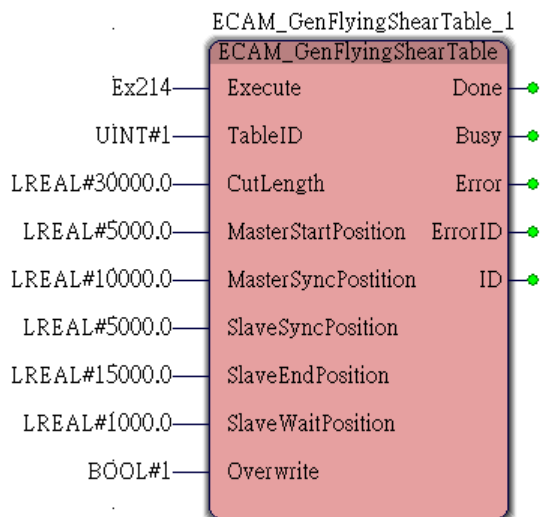 ECAM_GenFlyingShearTable_1
ECAM_GenFlyingShearTable
Ex214 Execute Done
UINT#1 TableID Busy
LREAL#30000.0 CutLength Error
LREAL#5000.0 MasterStartPosition ErrorID
LREAL#10000.0 MasterSyncPostition ID
LREAL#5000.0 SlaveSyncPosition
LREAL#15000.0 SlaveEndPosition
LREAL#1000.0 SlaveWaitPosition
BOOL#1 Overwrite